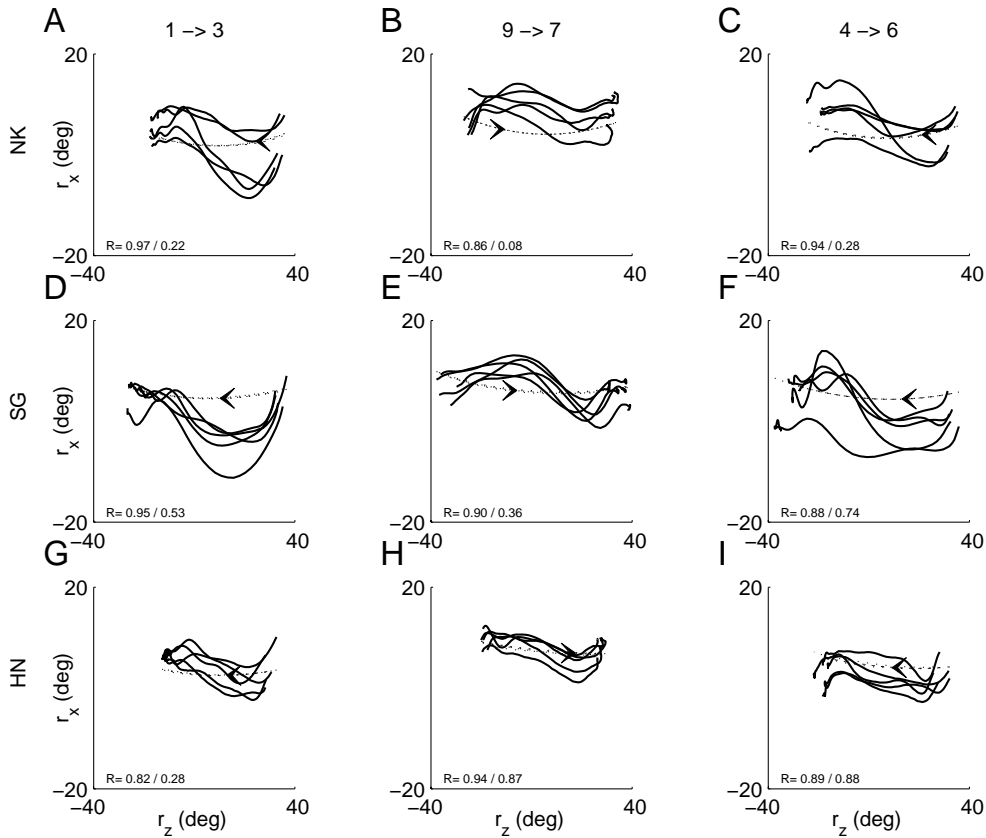 A B C
1 -> 3 9 -> 7 4 -> 6
20 20 20
NK
r_x (deg)
R= 0.97 / 0.22 R= 0.86 / 0.08 R= 0.94 / 0.28
-20 -20 -20
-40 40 -40 40 -40 40
D E F
20 20 20
SG
r_x (deg)
R= 0.95 / 0.53 R= 0.90 / 0.36 R= 0.88 / 0.74
-20 -20 -20
-40 40 -40 40 -40 40
G H I
20 20 20
HN
r_x (deg)
R= 0.82 / 0.28 R= 0.94 / 0.87 R= 0.89 / 0.88
-20 -20 -20
-40 40 -40 40 -40 40
r_z (deg) r_z (deg) r_z (deg)